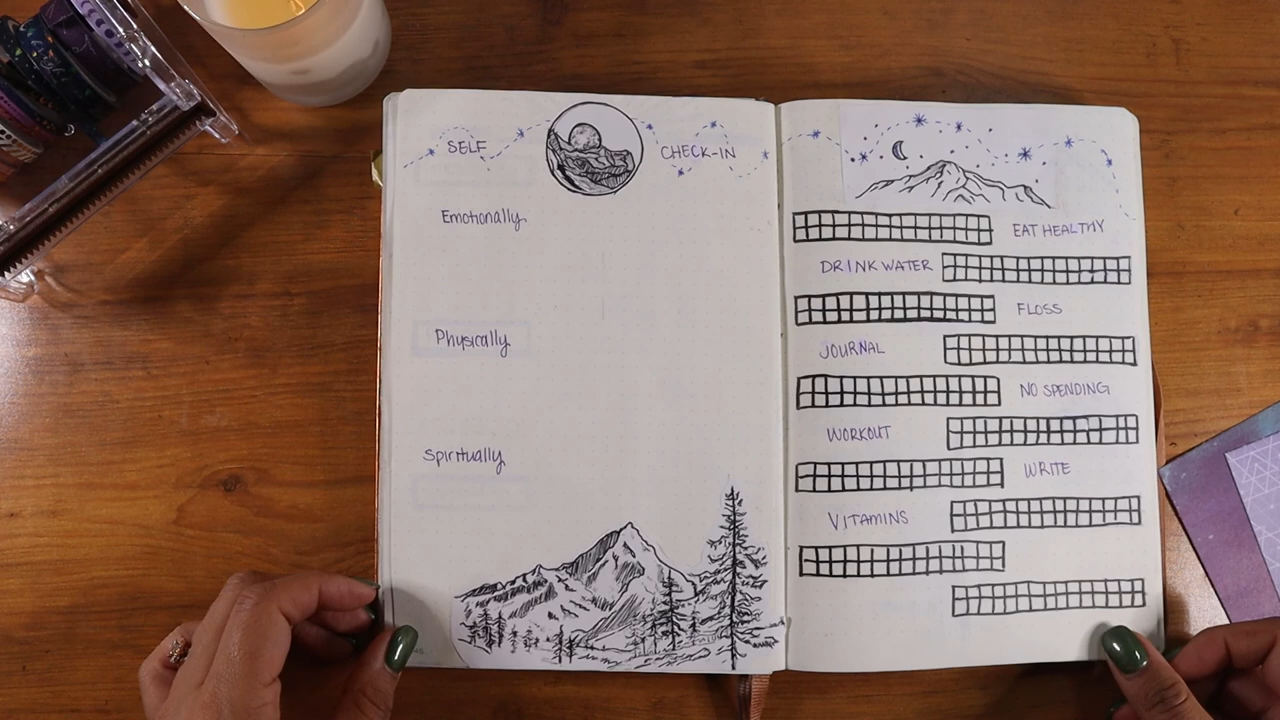 SELF CHECK-IN
Emotionally
Physically
Spiritually
EAT HEALTHY
DRINK WATER
FLOSS
JOURNAL
NO SPENDING
WORKOUT
WRITE
VITAMINS